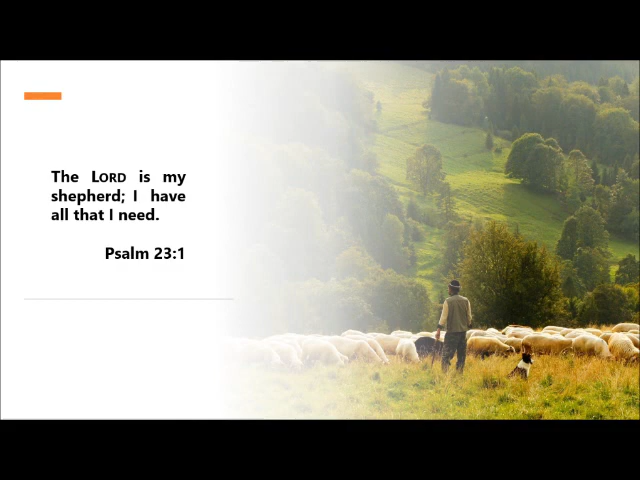 The LORD is my
shepherd; I have
all that I need.
Psalm 23:1